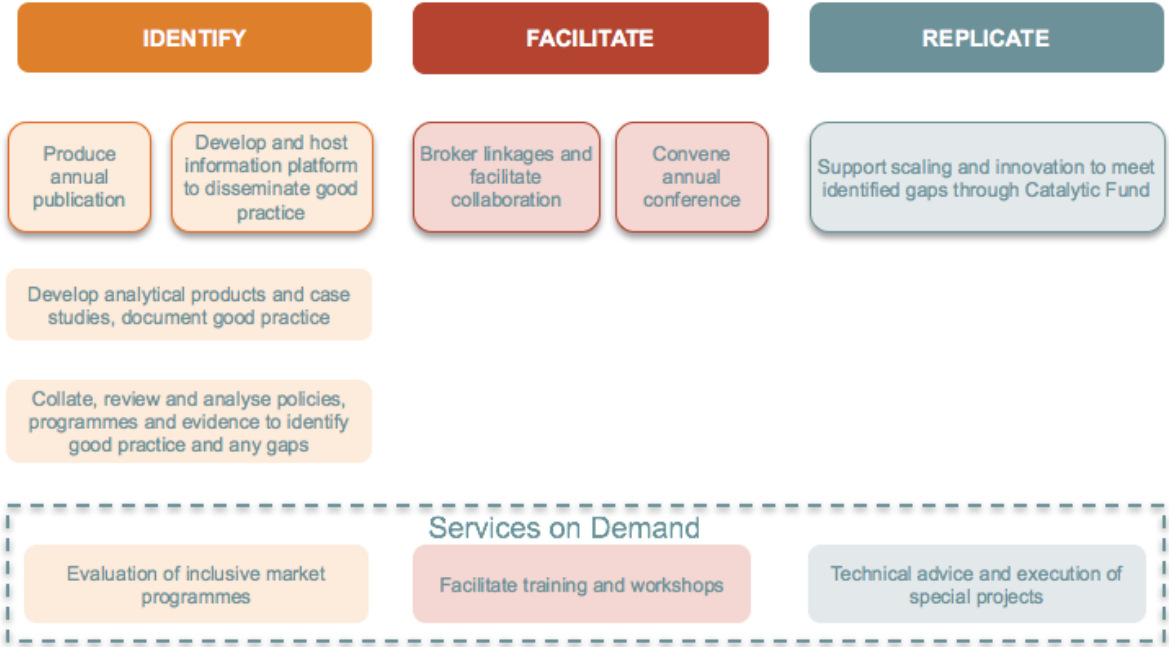 IDENTIFY
FACILITATE
REPLICATE
Produce
annual
publication
Develop and host
information platform
to disseminate good
practice
Broker linkages and
facilitate
collaboration
Convene
annual
conference
Support scaling and innovation to meet
identified gaps through Catalytic Fund
Develop analytical products and case
studies, document good practice
Collate, review and analyse policies,
programmes and evidence to identify
good practice and any gaps
Services on Demand
Evaluation of inclusive market
programmes
Facilitate training and workshops
Technical advice and execution of
special projects